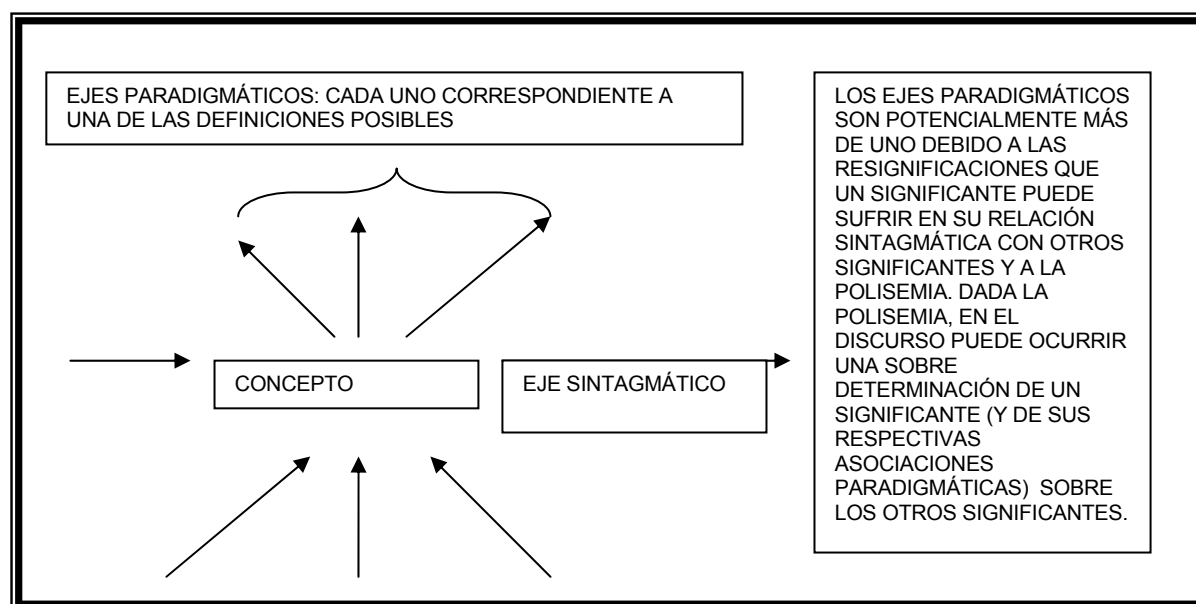 EJES PARADIGMÁTICOS: CADA UNO CORRESPONDIENTE A
UNA DE LAS DEFINICIONES POSIBLES
CONCEPTO
EJE SINTAGMÁTICO
LOS EJES PARADIGMÁTICOS
SON POTENCIALMENTE MÁS
DE UNO DEBIDO A LAS
RESIGNIFICACIONES QUE
UN SIGNIFICANTE PUEDE
SUFRIR EN SU RELACIÓN
SINTAGMÁTICA CON OTROS
SIGNIFICANTES Y A LA
POLISEMIA. DADA LA
POLISEMIA, EN EL
DISCURSO PUEDE OCURRIR
UNA SOBRE
DETERMINACIÓN DE UN
SIGNIFICANTE (Y DE SUS
RESPECTIVAS
ASOCIACIONES
PARADIGMÁTICAS) SOBRE
LOS OTROS SIGNIFICANTES.